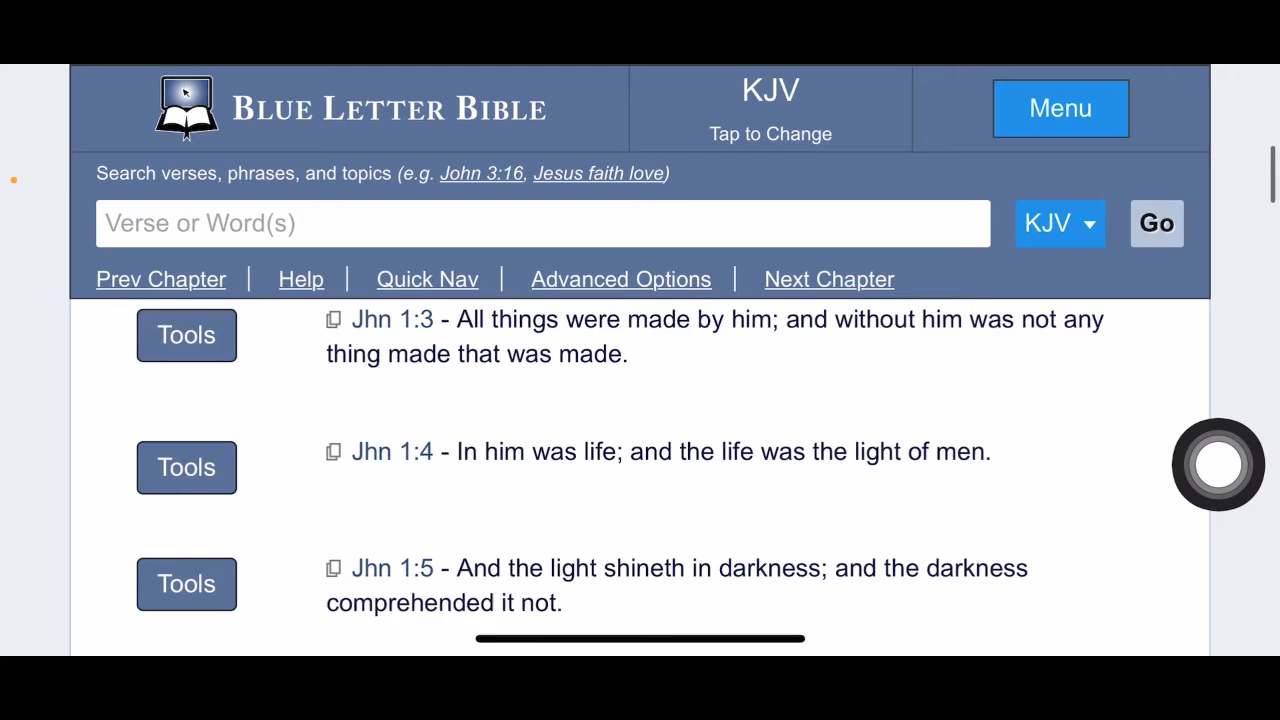 BLUE LETTER BIBLE
KJV
Tap to Change
Menu
Search verses, phrases, and topics (e.g. John 3:16, Jesus faith love)
Verse or Word(s)
KJV
Go
Prev Chapter | Help | Quick Nav | Advanced Options | Next Chapter
Tools
Jhn 1:3 - All things were made by him; and without him was not any
thing made that was made.
Tools
Jhn 1:4 - In him was life; and the life was the light of men.
Tools
Jhn 1:5 - And the light shineth in darkness; and the darkness
comprehended it not.